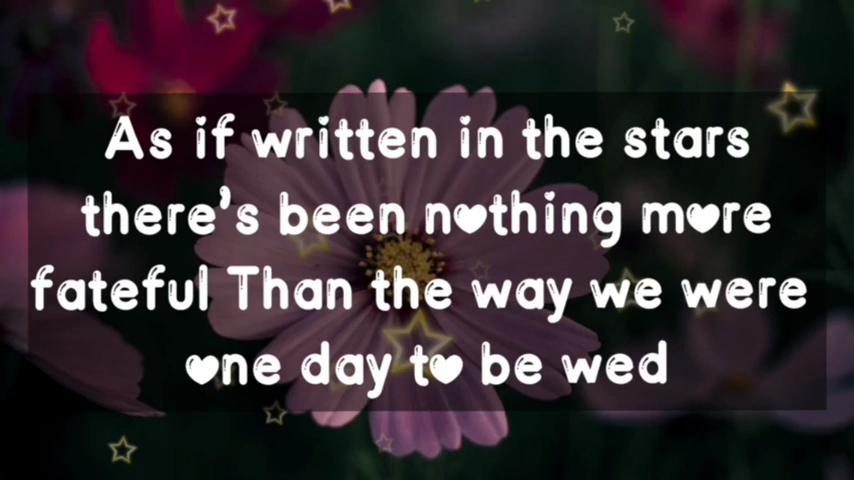 As if written in the stars
there's been nothing more
fateful Than the way we were
one day to be wed